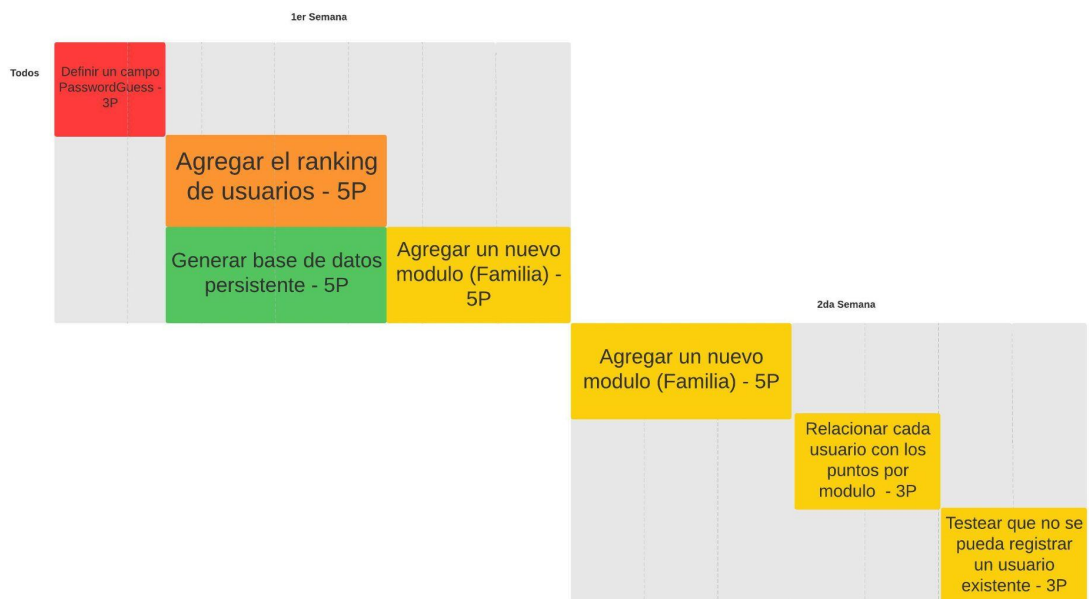 1er Semana
Todos
Definir un campo
PasswordGuess -
3P
Agregar el ranking
de usuarios - 5P
Generar base de datos
persistente - 5P
Agregar un nuevo
modulo (Familia) -
5P
2da Semana
Agregar un nuevo
modulo (Familia) - 5P
Relacionar cada
usuario con los
puntos por
modulo - 3P
Testear que no se
pueda registrar
un usuario
existente - 3P